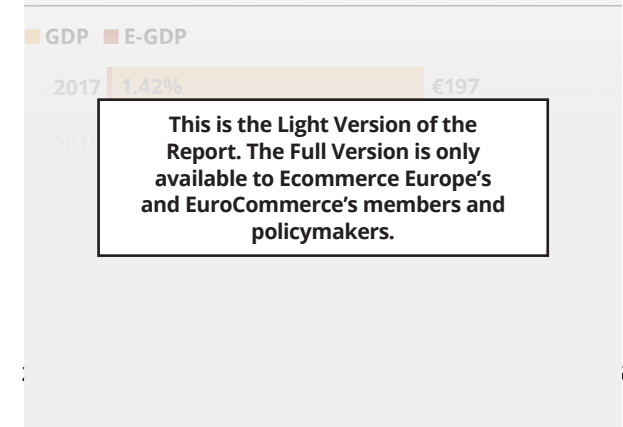 GDP E-GDP
2017 1.42% €197
2018
This is the Light Version of the
Report. The Full Version is only
available to Ecommerce Europe's
and EuroCommerce's members and
policymakers.